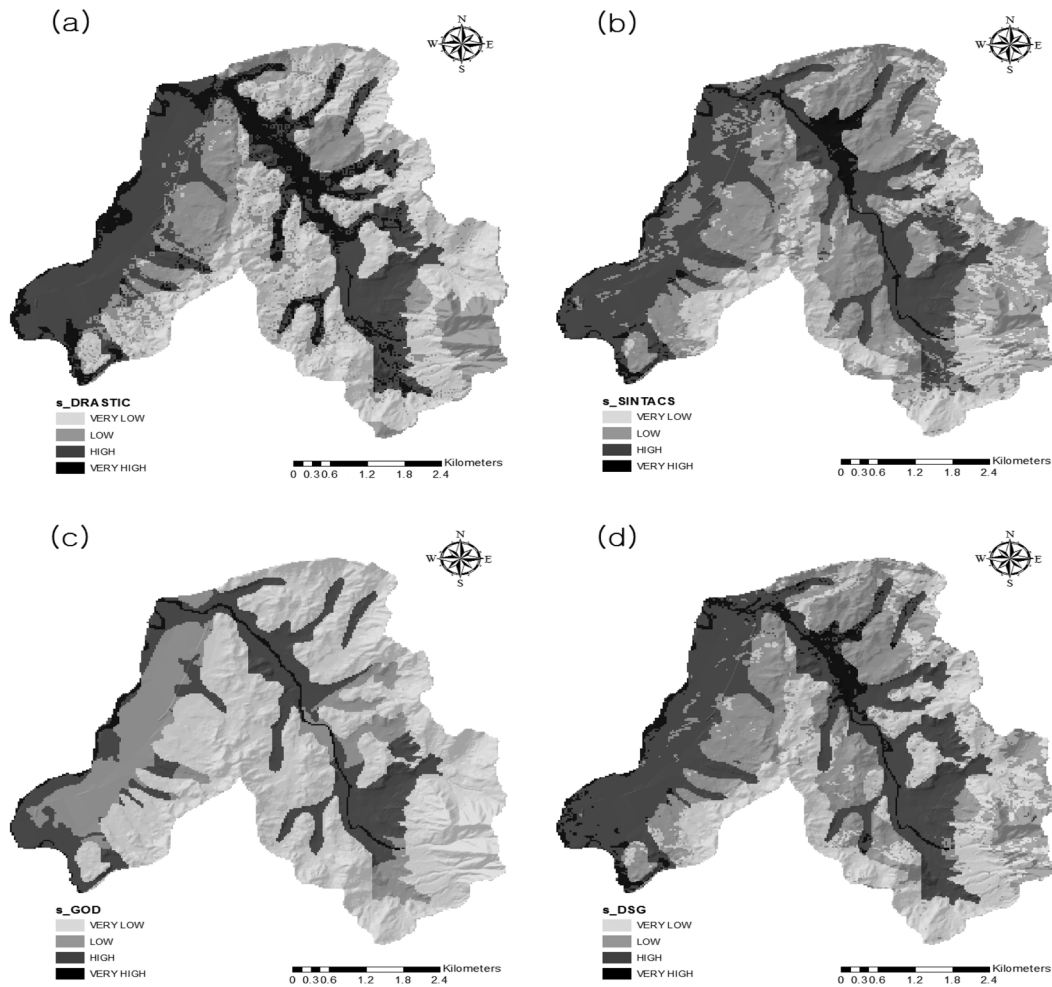 (a)
N
W E
S
s_DRASTIC
VERY LOW
LOW
HIGH
VERY HIGH
Kilometers
0 0.30.6 1.2 1.8 2.4
(b)
N
W E
S
s_SINTACS
VERY LOW
LOW
HIGH
VERY HIGH
Kilometers
0 0.30.6 1.2 1.8 2.4
(c)
N
W E
S
s_GOD
VERY LOW
LOW
HIGH
VERY HIGH
Kilometers
0 0.30.6 1.2 1.8 2.4
(d)
N
W E
S
s_DSG
VERY LOW
LOW
HIGH
VERY HIGH
Kilometers
0 0.30.6 1.2 1.8 2.4